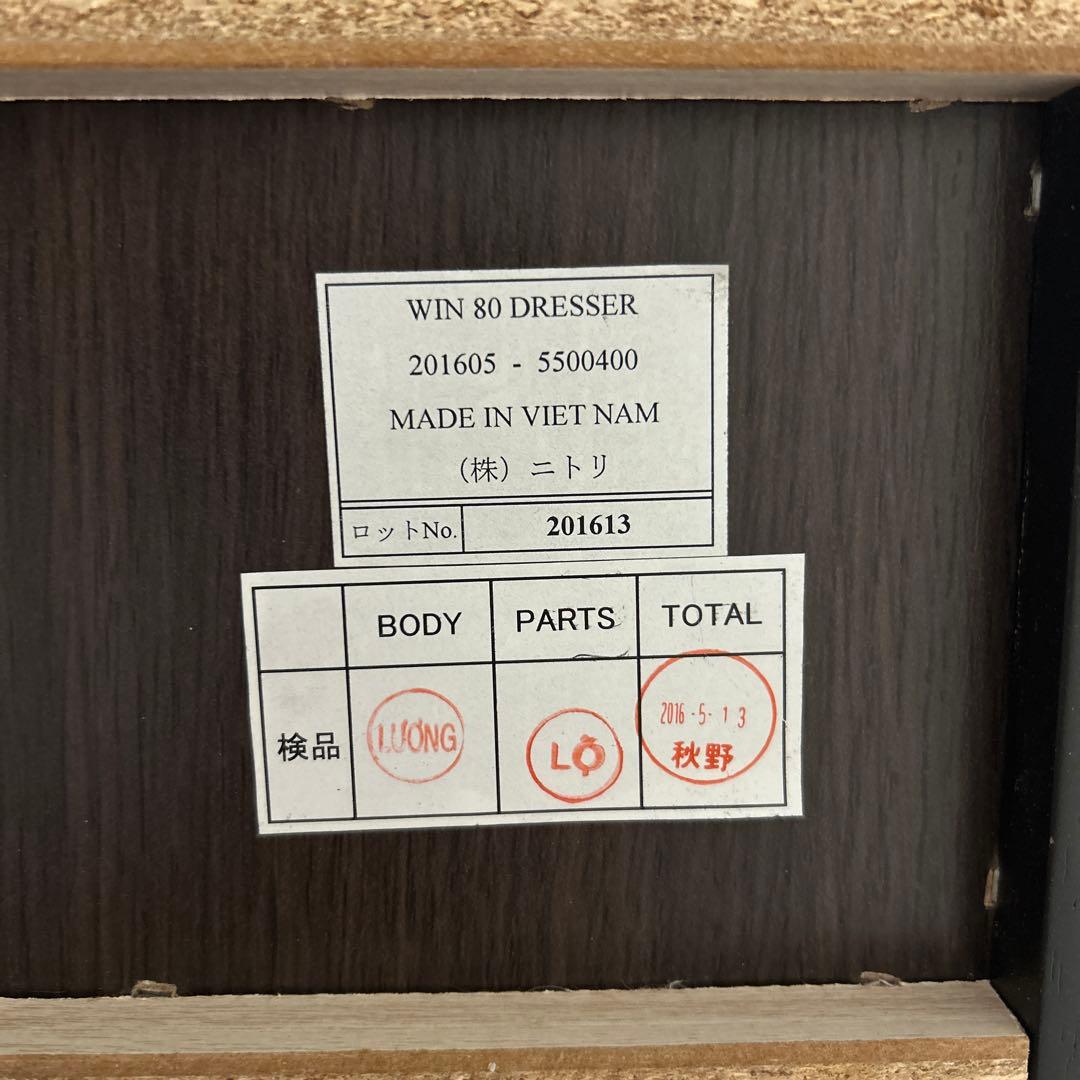 WIN 80 DRESSER
201605 - 5500400
MADE IN VIET NAM
(株) ニトリ
ロットNo. 201613
BODY PARTS TOTAL
検品 LƯƠNG LỘ 2016-5-13
秋野